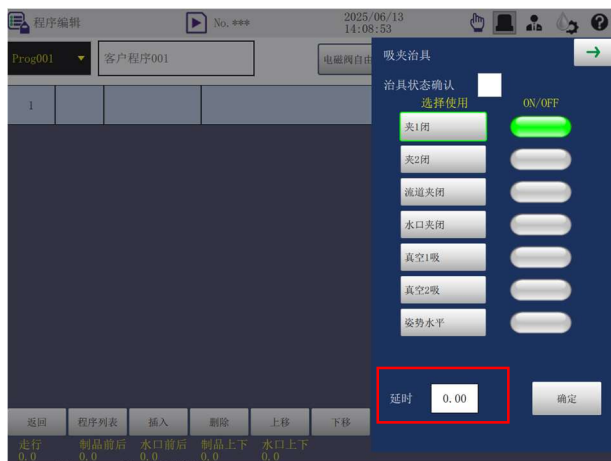 程序编辑
No. ***
2025/06/13
14:08:53
Prog001
客户程序001
电磁阀自由
吸夹治具
治具状态确认
选择使用 ON/OFF
1
夹1闭
夹2闭
流道夹闭
水口夹闭
真空1吸
真空2吸
姿势水平
延时 0.00 确定
返回 程序列表 插入 删除 上移 下移
走行 制品前后 水口前后 制品上下 水口上下
0.0 0.0 0.0 0.0 0.0